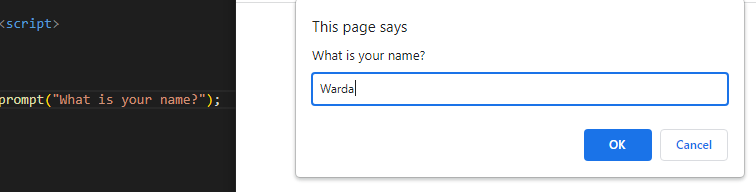 <script>
prompt("What is your name?");
This page says
What is your name?
Warda
OK
Cancel